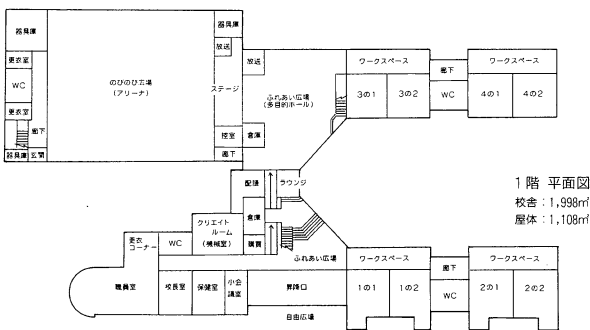 器具庫
更衣室
WC
更衣室
廊下
器具庫
玄関
のびのび広場
(アリーナ)
器具庫
放送
ステージ
控室
廊下
放送
倉庫
ふれあい広場
(多目的ホール)
ワークスペース
3の1
3の2
廊下
WC
ワークスペース
4の1
4の2
配膳
ラウンジ
倉庫
購買
クリエイト
ルーム
(機械室)
更衣
コーナー
WC
職員室
校長室
保健室
小会
議室
昇降口
自由広場
ふれあい広場
ワークスペース
1の1
1の2
廊下
WC
ワークスペース
2の1
2の2
1階 平面図
校舎:1,998㎡
屋体:1,108㎡